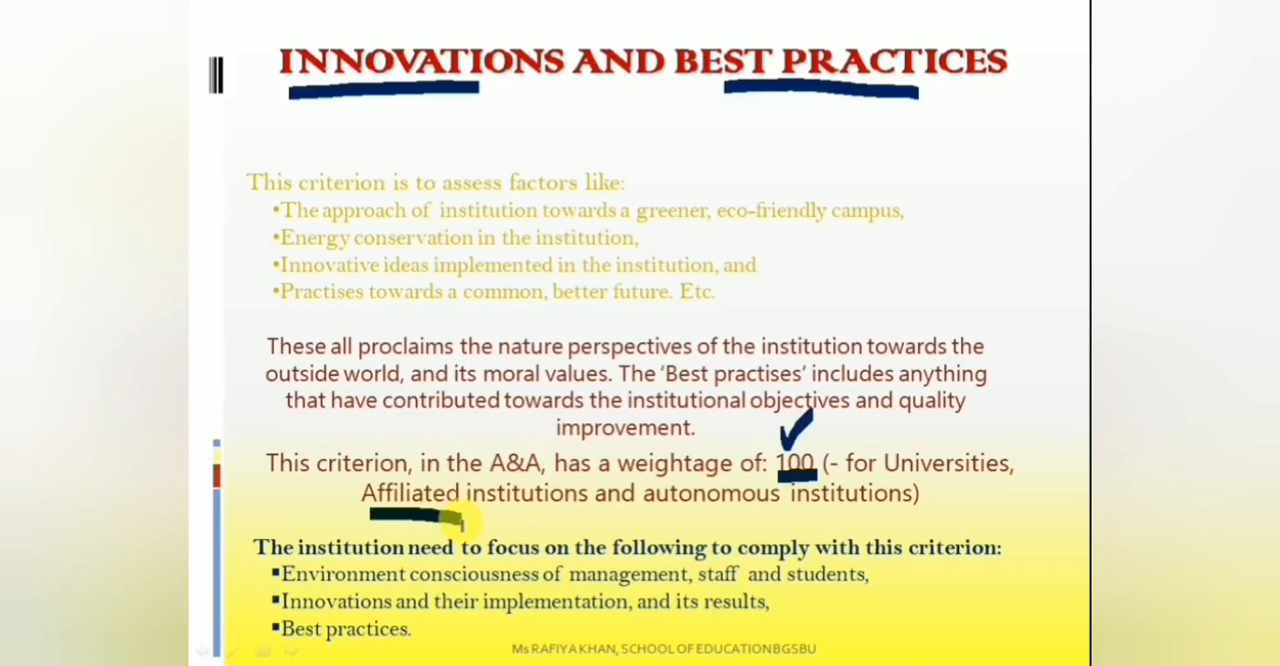 INNOVATIONS AND BEST PRACTICES
This criterion is to assess factors like:
•The approach of institution towards a greener, eco-friendly campus,
•Energy conservation in the institution,
•Innovative ideas implemented in the institution, and
•Practises towards a common, better future. Etc.
These all proclaims the nature perspectives of the institution towards the
outside world, and its moral values. The ‘Best practises’ includes anything
that have contributed towards the institutional objectives and quality
improvement.
This criterion, in the A&A, has a weightage of: 100 (- for Universities,
Affiliated institutions and autonomous institutions)
The institution need to focus on the following to comply with this criterion:
▪Environment consciousness of management, staff and students,
▪Innovations and their implementation, and its results,
▪Best practices.
Ms RAFIYA KHAN, SCHOOL OF EDUCATION BGSBU